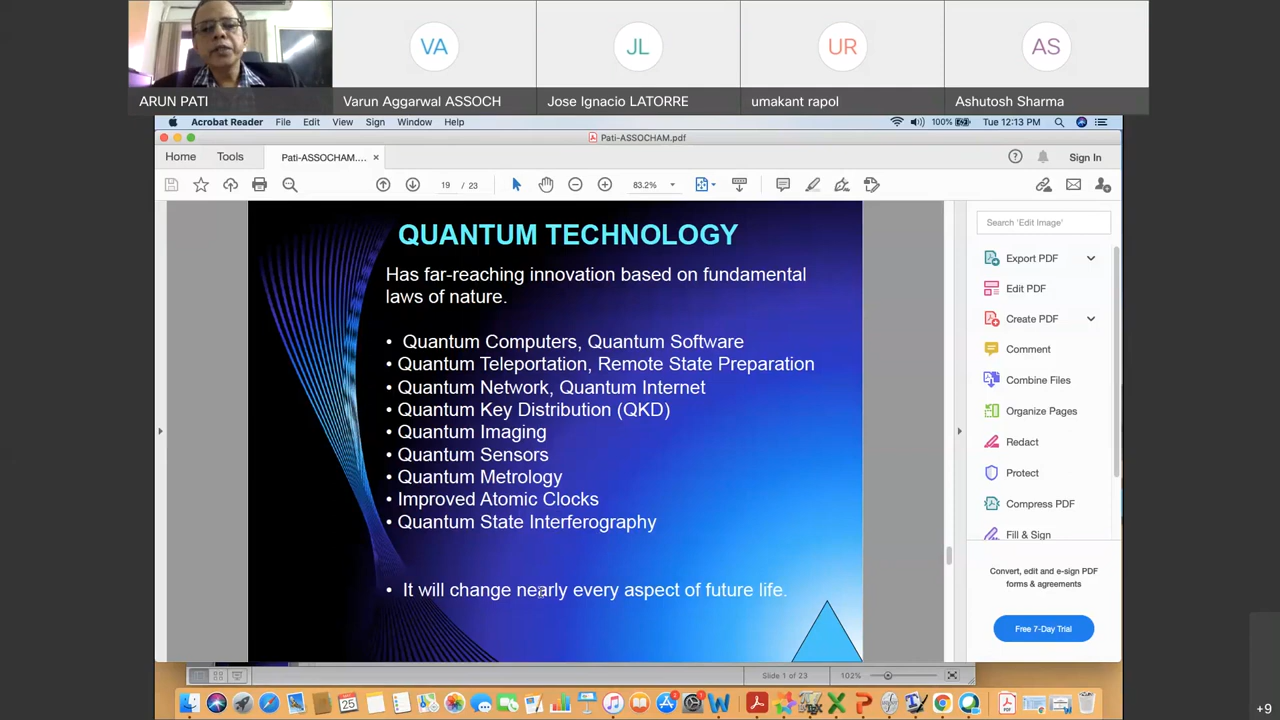 VA
JL
UR
AS
ARUN PATI
Varun Aggarwal ASSOCH
Jose Ignacio LATORRE
umakant rapol
Ashutosh Sharma
Acrobat Reader File Edit View Sign Window Help
100% Tue 12:13 PM
Pati-ASSOCHAM.pdf
Home Tools Pati-ASSOCHAM.... × Sign In
19 / 23 83.2%
QUANTUM TECHNOLOGY
Has far-reaching innovation based on fundamental
laws of nature.
• Quantum Computers, Quantum Software
• Quantum Teleportation, Remote State Preparation
• Quantum Network, Quantum Internet
• Quantum Key Distribution (QKD)
• Quantum Imaging
• Quantum Sensors
• Quantum Metrology
• Improved Atomic Clocks
• Quantum State Interferography
• It will change nearly every aspect of future life.
Search 'Edit Image'
Export PDF
Edit PDF
Create PDF
Comment
Combine Files
Organize Pages
Redact
Protect
Compress PDF
Fill & Sign
Convert, edit and e-sign PDF
forms & agreements
Free 7-Day Trial
Slide 1 of 23 102%
25
+9